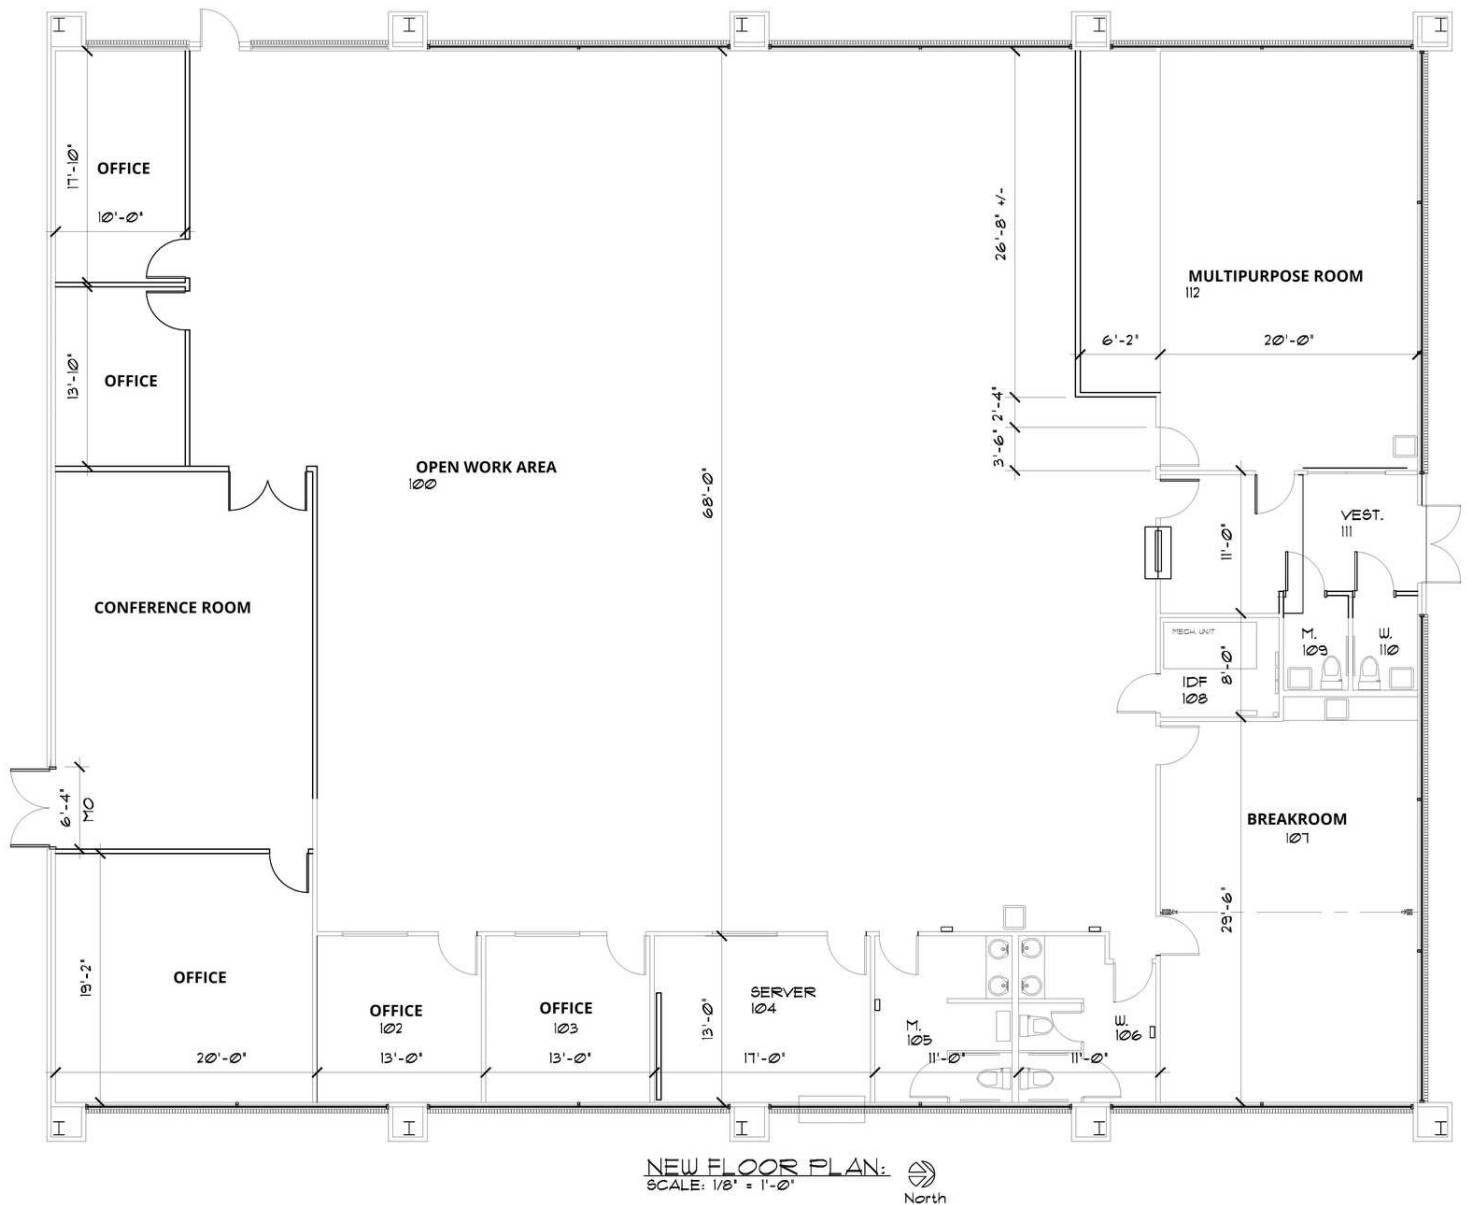 I
I
I
I
I
17'-10"
OFFICE
10'-0"
26'-8" +/-
MULTIPURPOSE ROOM
112
6'-2"
20'-0"
13'-10"
OFFICE
2'-4"
3'-6"
OPEN WORK AREA
100
68'-0"
VEST.
111
11'-0"
CONFERENCE ROOM
MECH. UNIT
M.
109
W.
110
8'-0"
IDF
108
6'-4"
MO
BREAKROOM
107
29'-6"
19'-2"
OFFICE
OFFICE
102
OFFICE
103
SERVER
104
13'-0"
M.
105
W.
106
20'-0"
13'-0"
13'-0"
17'-0"
11'-0"
11'-0"
I
I
I
I
I
NEW FLOOR PLAN:
SCALE: 1/8" = 1'-0"
North